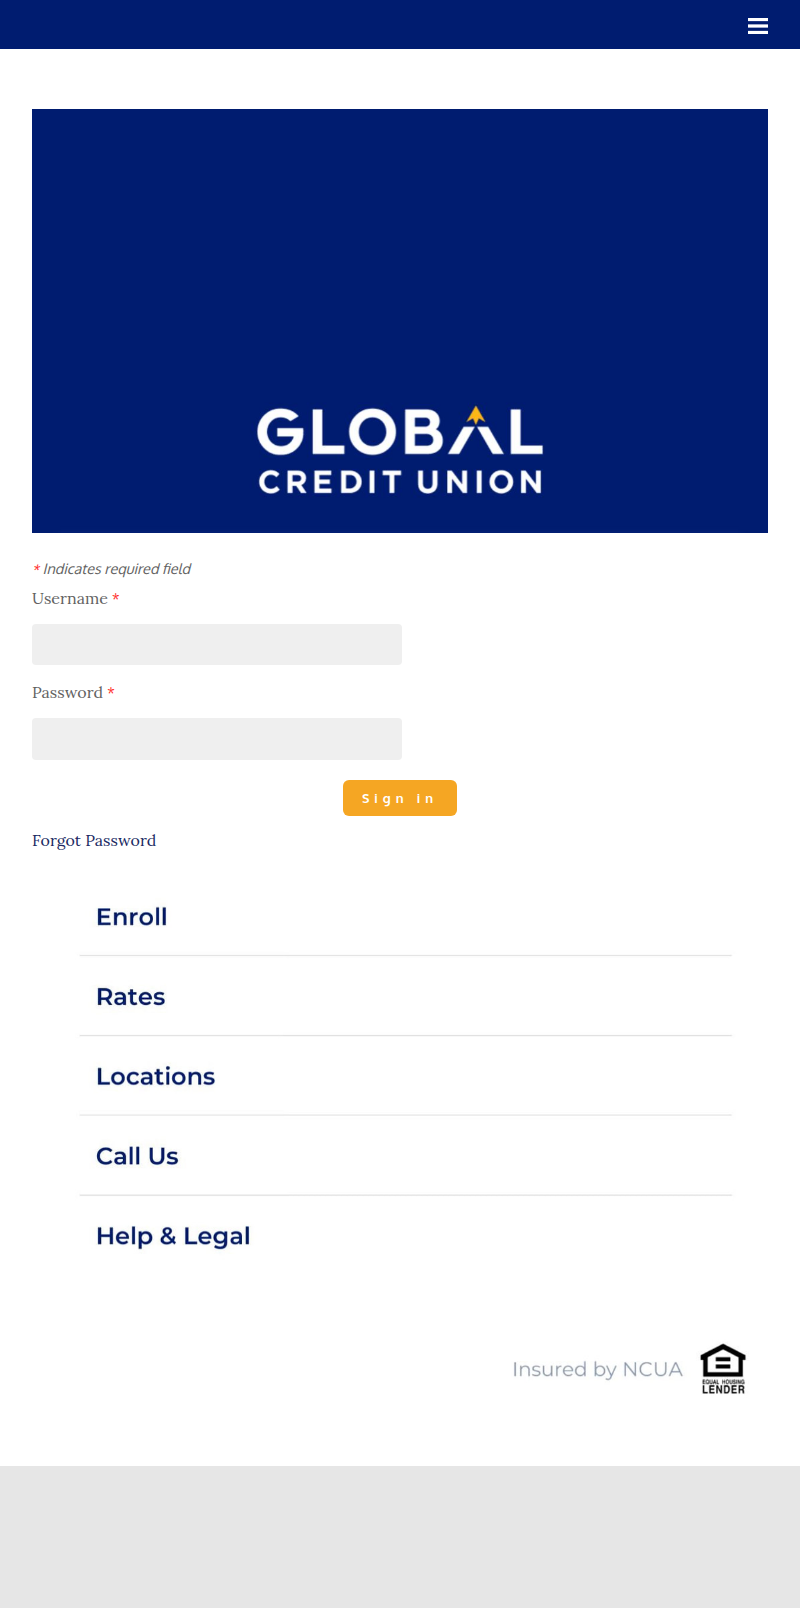 GLOBAL
CREDIT UNION
* Indicates required field
Username *
Password *
Sign In
Forgot Password
Enroll
Rates
Locations
Call Us
Help & Legal
Insured by NCUA
EQUAL HOUSING
LENDER